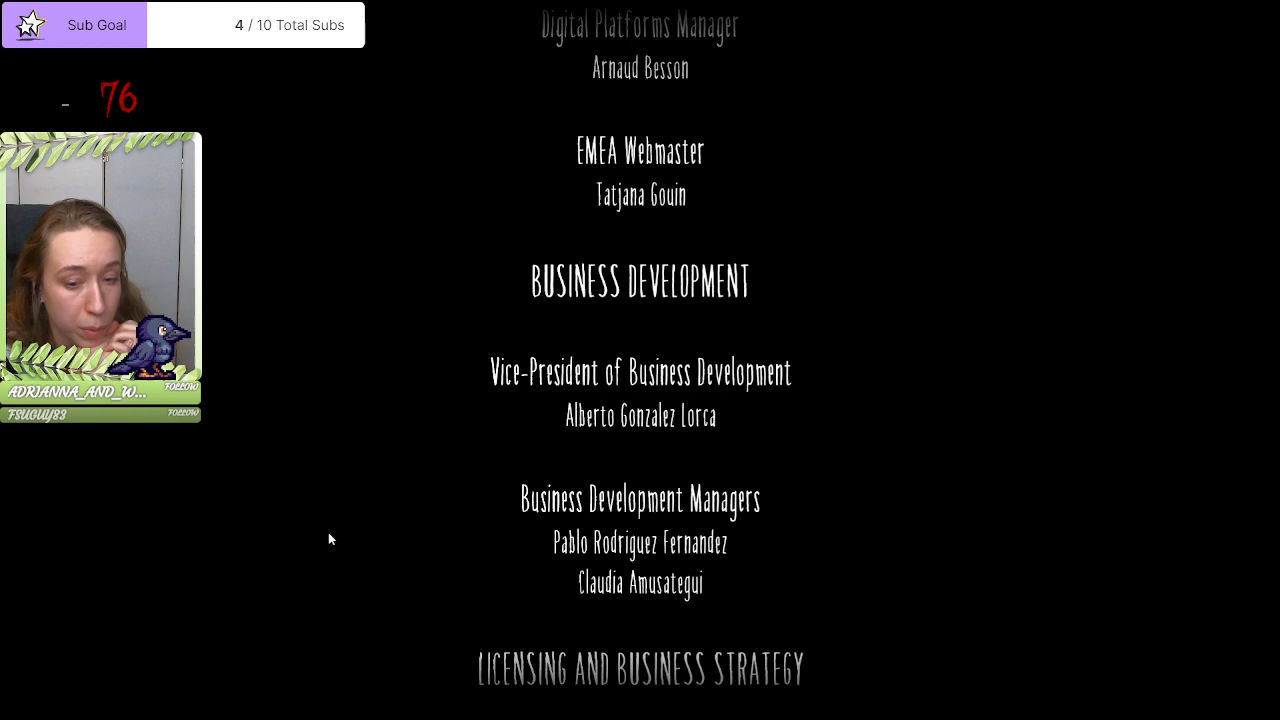 Sub Goal
4 / 10 Total Subs
- 76
ADRIANNA_AND_W...
FOLLOW
FSUGUY83
FOLLOW
Digital Platforms Manager
Arnaud Besson
EMEA Webmaster
Tatjana Gouin
BUSINESS DEVELOPMENT
Vice-President of Business Development
Alberto Gonzalez Lorca
Business Development Managers
Pablo Rodriguez Fernandez
Claudia Amusategui
LICENSING AND BUSINESS STRATEGY